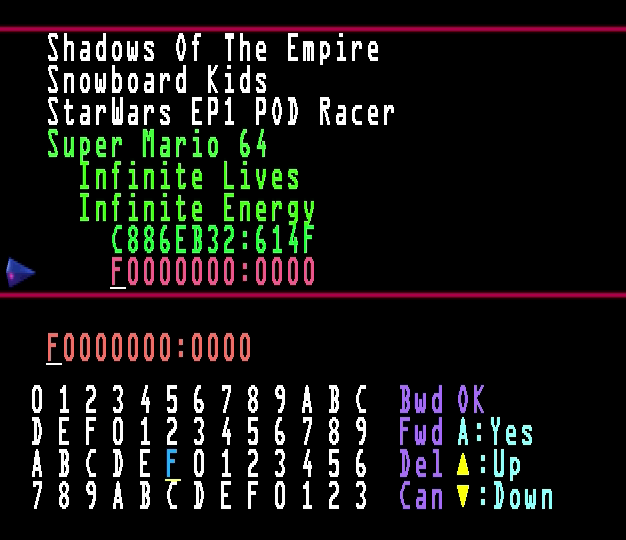 Shadows Of The Empire
Snowboard Kids
StarWars EP1 POD Racer
Super Mario 64
Infinite Lives
Infinite Energy
C886EB32:614F
F0000000:0000
F0000000:0000
0 1 2 3 4 5 6 7 8 9 A B C Bwd OK
D E F 0 1 2 3 4 5 6 7 8 9 Fwd A:Yes
A B C D E F 0 1 2 3 4 5 6 Del ▲:Up
7 8 9 A B C D E F 0 1 2 3 Can ▼:Down